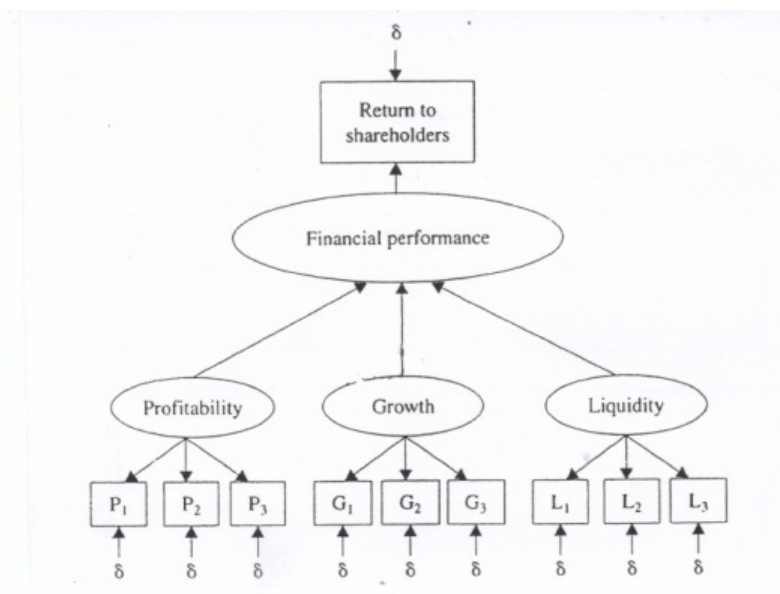 δ
Return to
shareholders
Financial performance
Profitability
Growth
Liquidity
P₁ P₂ P₃ G₁ G₂ G₃ L₁ L₂ L₃
δ δ δ δ δ δ δ δ δ